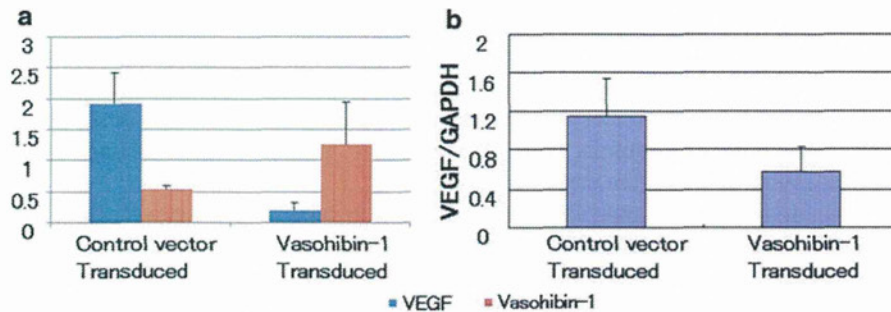 a
3
2.5
2
1.5
1
0.5
0
Control vector Transduced
Vasohibin-1 Transduced
b
VEGF/GAPDH
2
1.6
1.2
0.8
0.4
0
Control vector Transduced
Vasohibin-1 Transduced
VEGF
Vasohibin-1